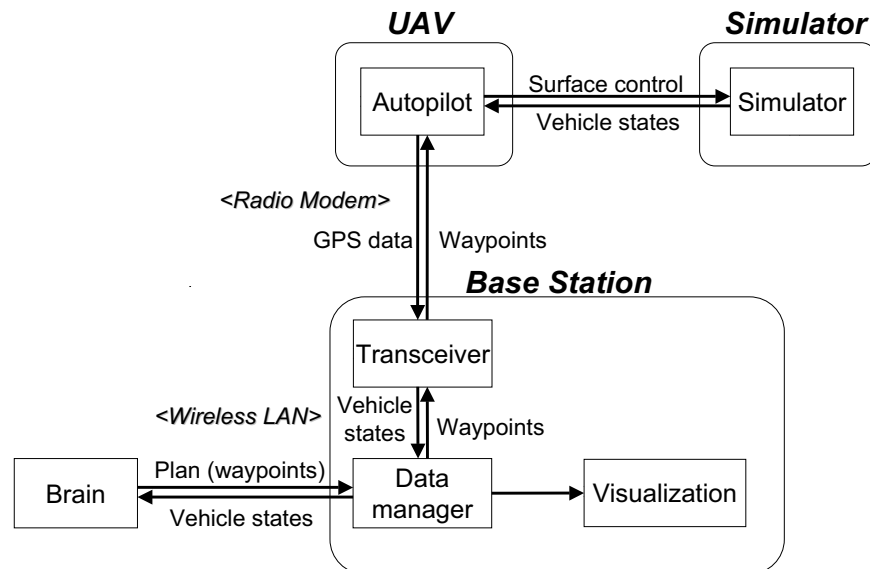 UAV
Simulator
Autopilot
Surface control
Vehicle states
Simulator
<Radio Modem>
GPS data
Waypoints
Base Station
Transceiver
<Wireless LAN>
Vehicle
states
Waypoints
Brain
Plan (waypoints)
Vehicle states
Data
manager
Visualization